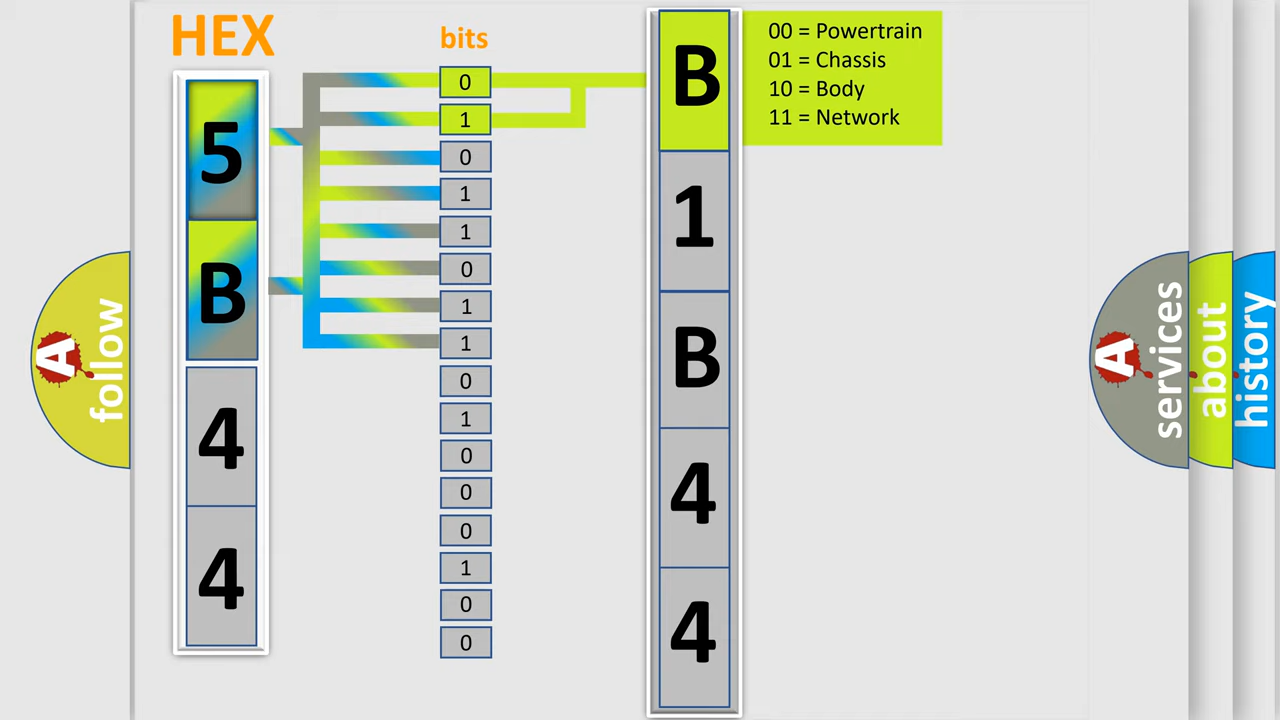 HEX
bits
5
B
4
4
0
1
0
1
1
0
1
1
0
1
0
0
0
1
0
0
B
1
B
4
4
00 = Powertrain
01 = Chassis
10 = Body
11 = Network
A
follow
A
services
about
history